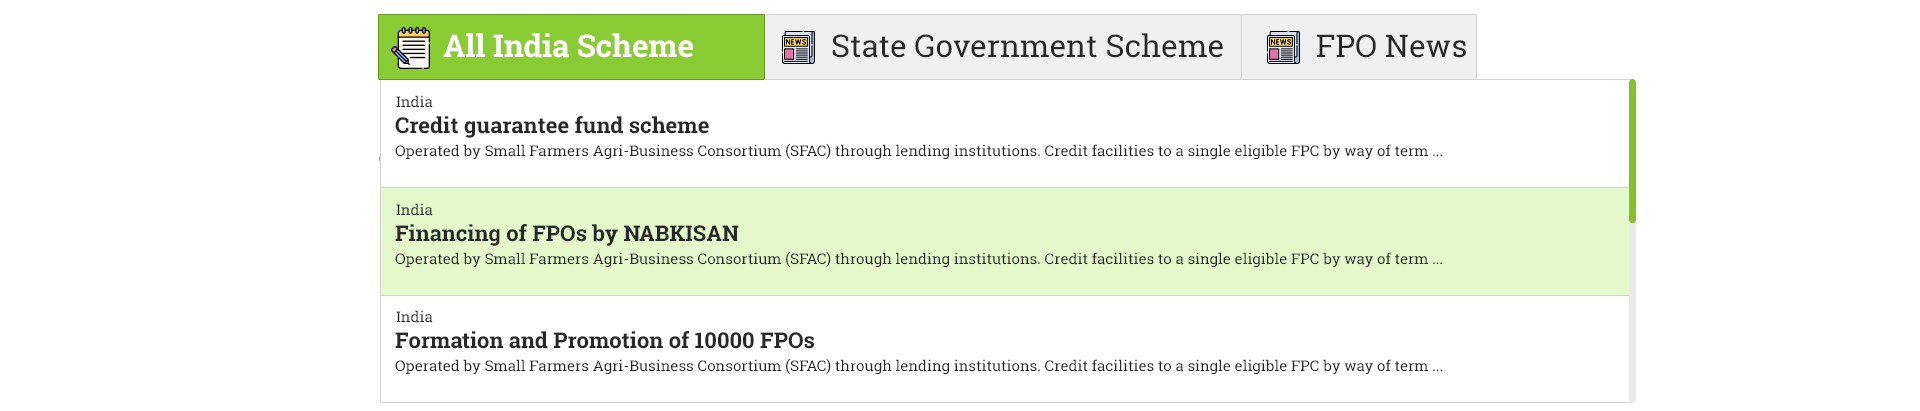 All India Scheme
NEWS State Government Scheme
NEWS FPO News
India
Credit guarantee fund scheme
Operated by Small Farmers Agri-Business Consortium (SFAC) through lending institutions. Credit facilities to a single eligible FPC by way of term ...
India
Financing of FPOs by NABKISAN
Operated by Small Farmers Agri-Business Consortium (SFAC) through lending institutions. Credit facilities to a single eligible FPC by way of term ...
India
Formation and Promotion of 10000 FPOs
Operated by Small Farmers Agri-Business Consortium (SFAC) through lending institutions. Credit facilities to a single eligible FPC by way of term ...